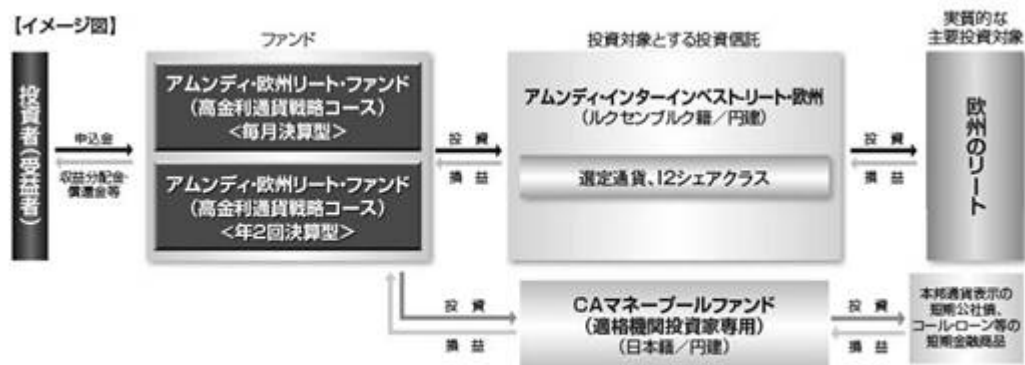 【イメージ図】
ファンド
投資対象とする投資信託
実質的な
主要投資対象
投資者(受益者)
申込金
収益分配金・
償還金等
アムンディ・欧州リート・ファンド
(高金利通貨戦略コース)
<毎月決算型>
アムンディ・欧州リート・ファンド
(高金利通貨戦略コース)
<年2回決算型>
投資
損益
アムンディ・インターインベスト-リート・欧州
(ルクセンブルク籍/円建)
選定通貨、I2シェアクラス
投資
損益
欧州のリート
投資
損益
CAマネープールファンド
(適格機関投資家専用)
(日本籍/円建)
投資
損益
本邦通貨表示の
短期公社債、
コール・ローン等の
短期金融商品